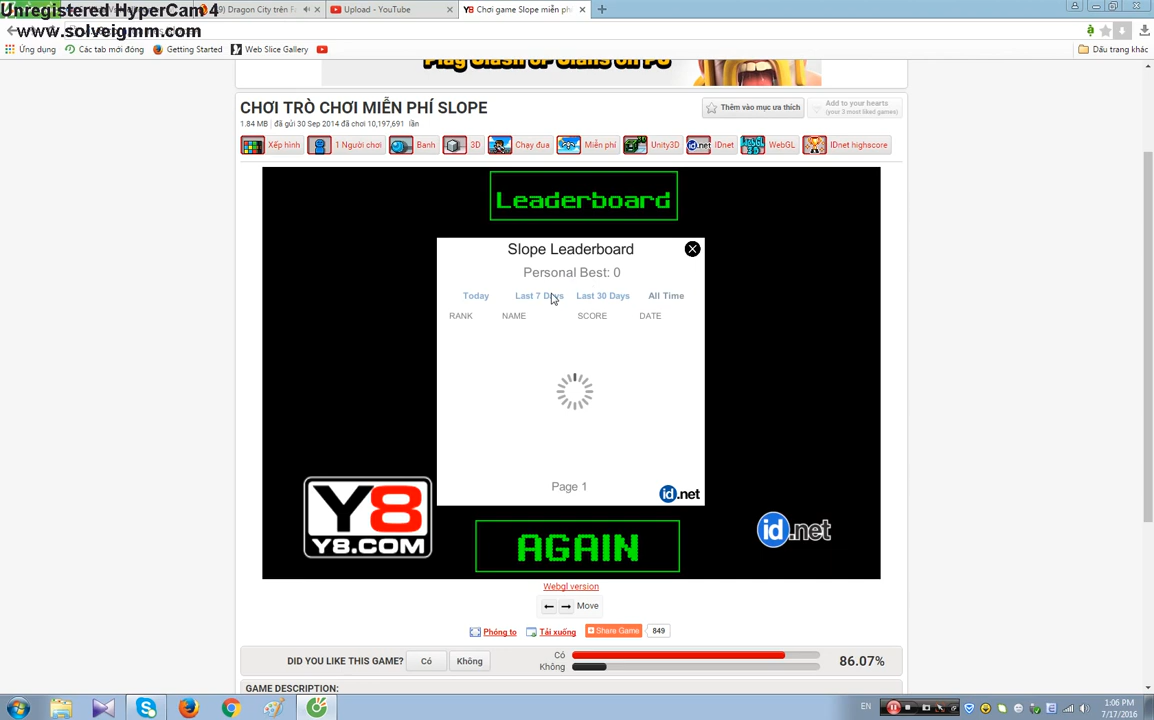 Unregistered HyperCam 4
www.solveigmm.com
9) Dragon City trên F
Upload - YouTube
Y8 Chơi game Slope miễn ph
Ứng dụng
Các tab mới đóng
Getting Started
Web Slice Gallery
Dấu trang khác
Play Clash of Clans on PC
CHƠI TRÒ CHƠI MIỄN PHÍ SLOPE
1.84 MB * đã gửi 30 Sep 2014 đã chơi 10,197,691 lần
Thêm vào mục ưa thích
Add to your hearts
(your 3 most liked games)
Xếp hình
1 Người chơi
Banh
3D
Chạy đua
Miễn phí
Unity3D
IDnet
WebGL
IDnet highscore
Leaderboard
Slope Leaderboard
Personal Best: 0
Today Last 7 Days Last 30 Days All Time
RANK NAME SCORE DATE
Page 1
id.net
Y8
Y8.COM
AGAIN
id.net
Webgl version
Move
Phóng to
Tải xuống
Share Game
849
DID YOU LIKE THIS GAME?
Có
Không
Có
Không
86.07%
GAME DESCRIPTION:
EN
1:06 PM
7/17/2016